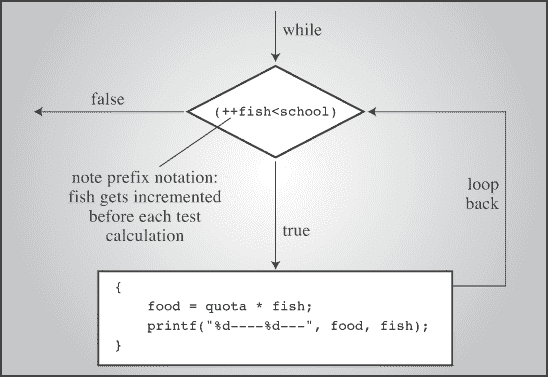 while
false
(++fish<school)
note prefix notation:
fish gets incremented
before each test
calculation
loop
back
true
{
food = quota * fish;
printf("%d----%d---", food, fish);
}